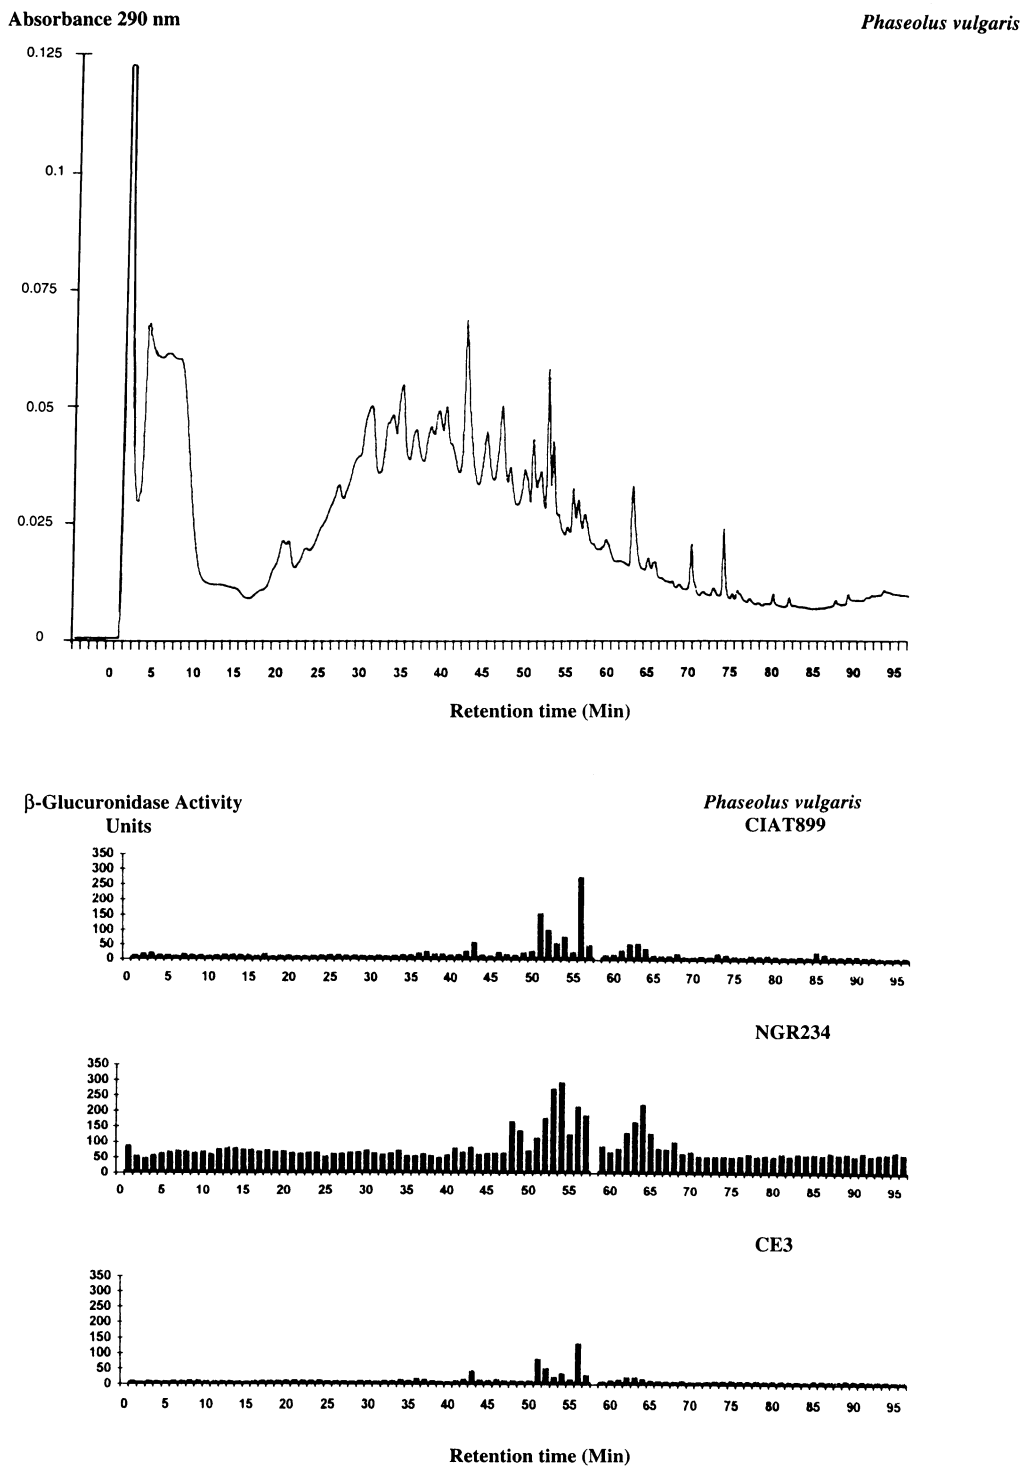 Absorbance 290 nm
Phaseolus vulgaris
0.125
0.1
0.075
0.05
0.025
0
0 5 10 15 20 25 30 35 40 45 50 55 60 65 70 75 80 85 90 95
Retention time (Min)
β-Glucuronidase Activity
Units
Phaseolus vulgaris
CIAT899
350
300
250
200
150
100
50
0
0 5 10 15 20 25 30 35 40 45 50 55 60 65 70 75 80 85 90 95
NGR234
350
300
250
200
150
100
50
0
0 5 10 15 20 25 30 35 40 45 50 55 60 65 70 75 80 85 90 95
CE3
350
300
250
200
150
100
50
0
0 5 10 15 20 25 30 35 40 45 50 55 60 65 70 75 80 85 90 95
Retention time (Min)